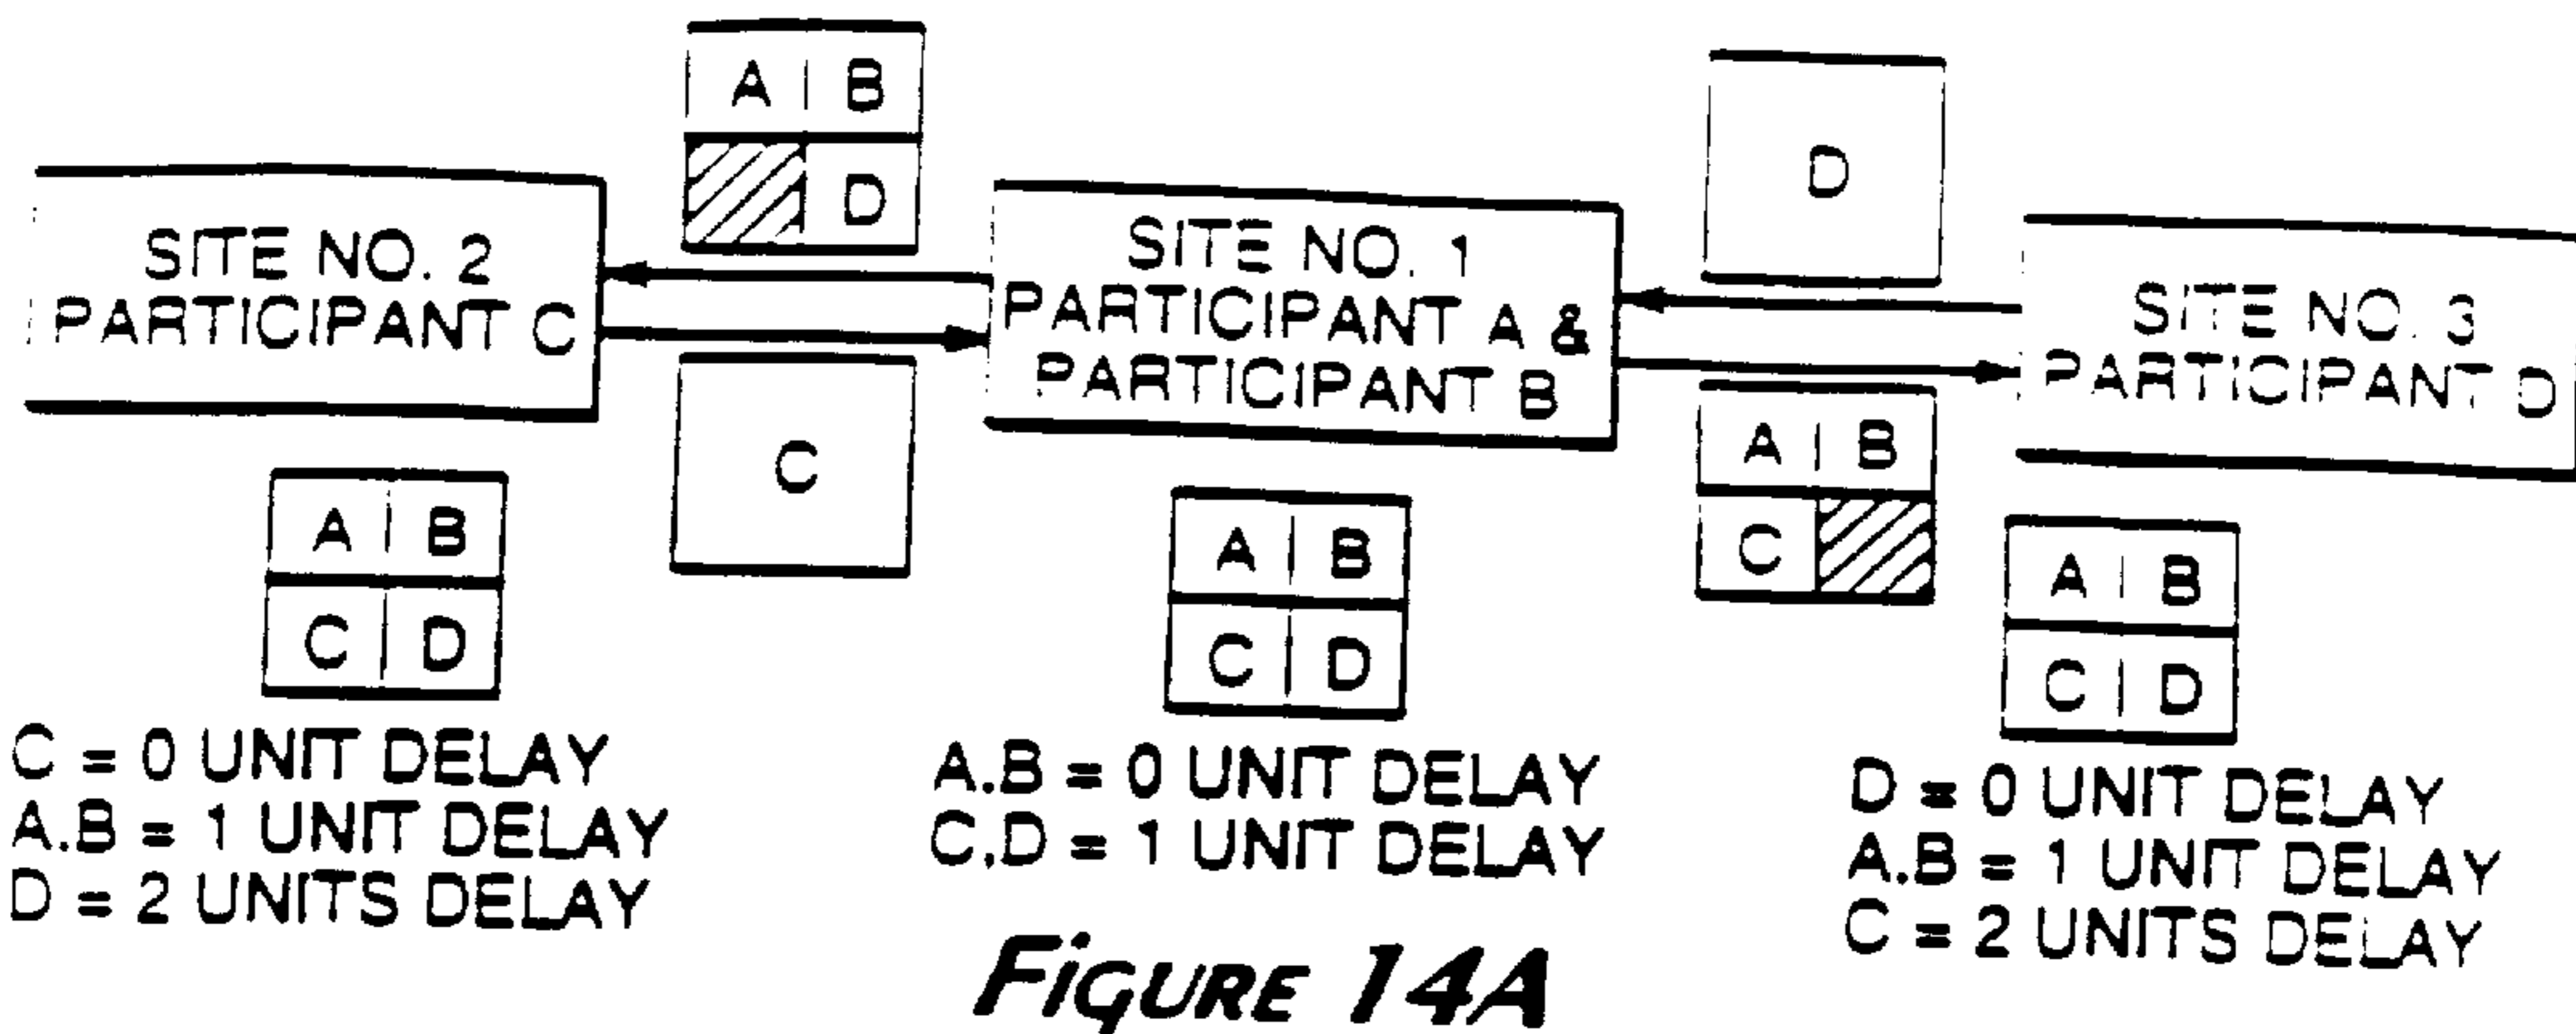 A B
D
SITE NO. 2
PARTICIPANT C
C
A B
C D
C = 0 UNIT DELAY
A.B = 1 UNIT DELAY
D = 2 UNITS DELAY
SITE NO. 1
PARTICIPANT A &
PARTICIPANT B
A B
C D
A.B = 0 UNIT DELAY
C,D = 1 UNIT DELAY
D
SITE NO. 3
PARTICIPANT D
A B
C
A B
C D
D = 0 UNIT DELAY
A.B = 1 UNIT DELAY
C = 2 UNITS DELAY
FIGURE 14A